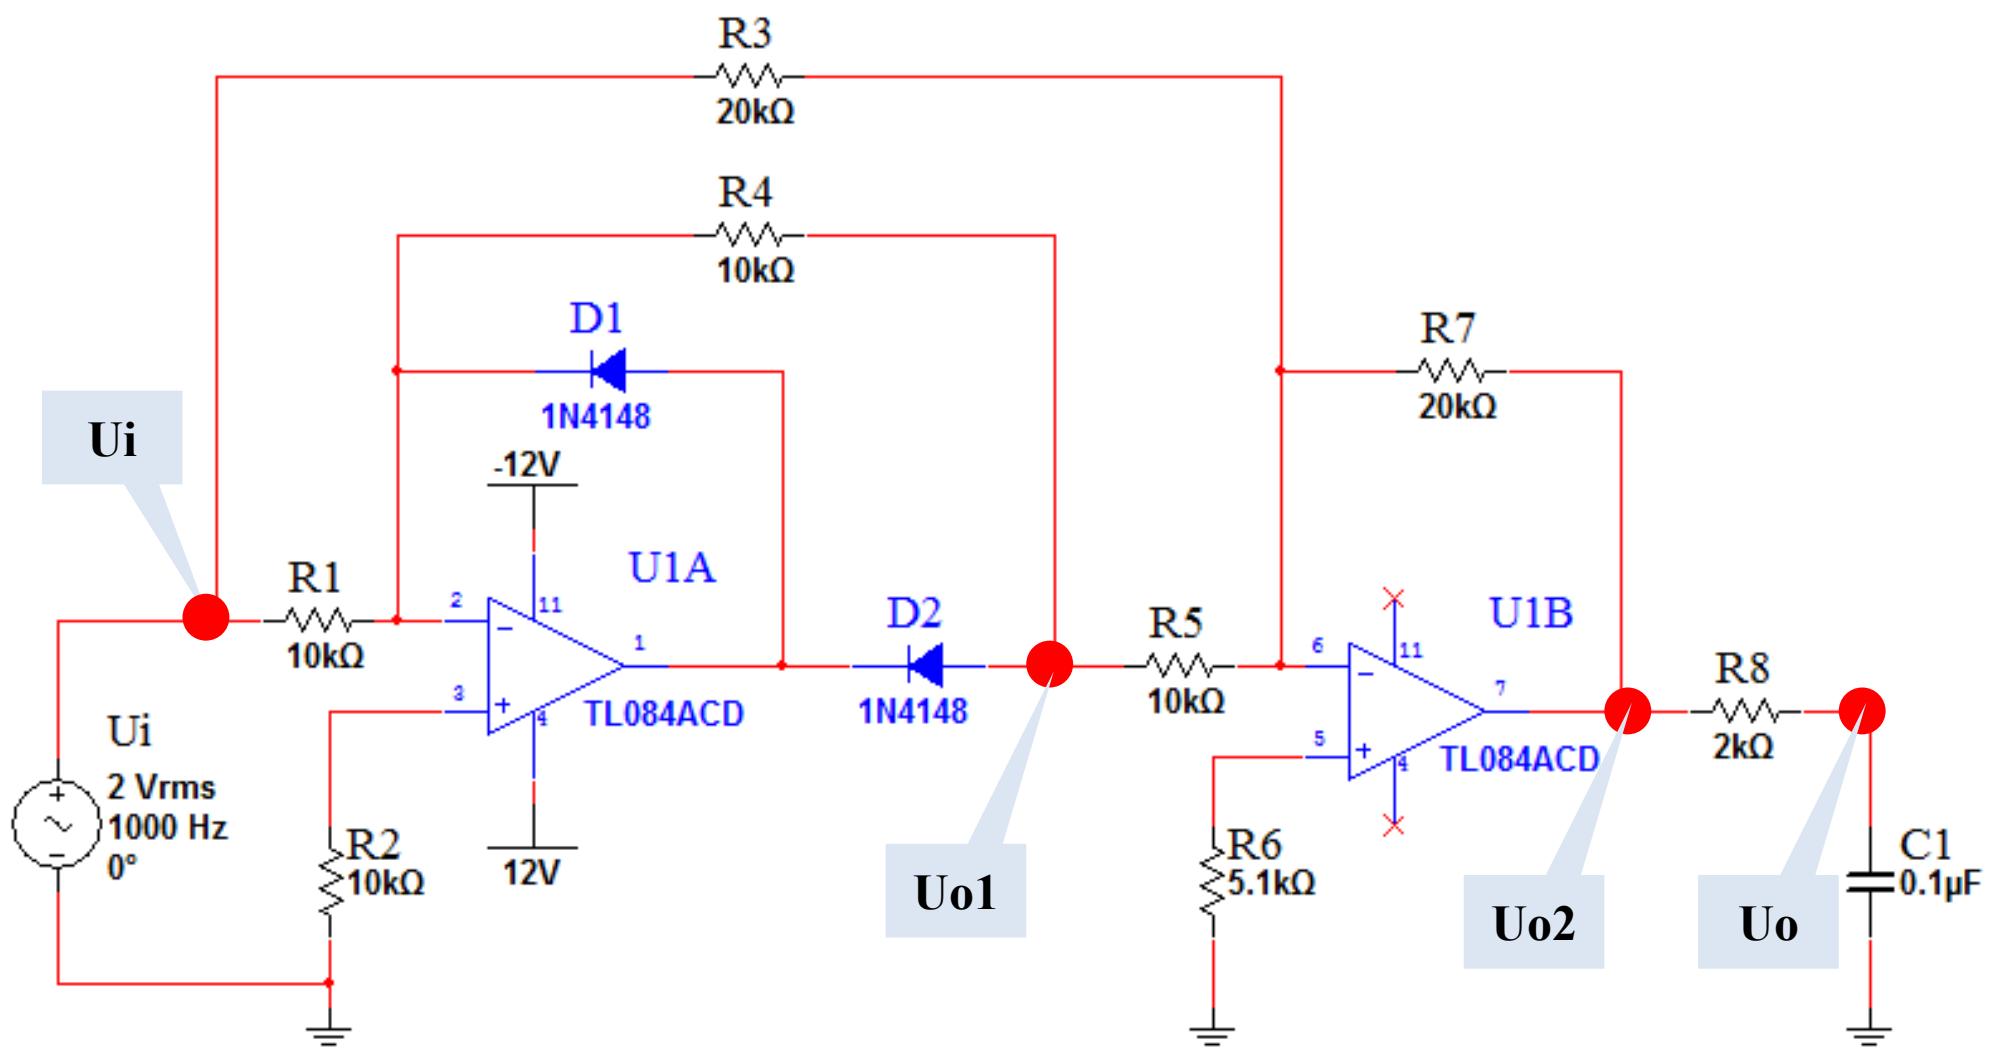 R3
20kΩ
R4
10kΩ
D1
1N4148
R7
20kΩ
Ui
-12V
U1A
R1
10kΩ
2
11
1
3
4
TL084ACD
D2
1N4148
R5
10kΩ
U1B
6
11
7
5
4
TL084ACD
R8
2kΩ
Ui
2 Vrms
1000 Hz
0°
R2
10kΩ
12V
Uo1
R6
5.1kΩ
Uo2
Uo
C1
0.1µF